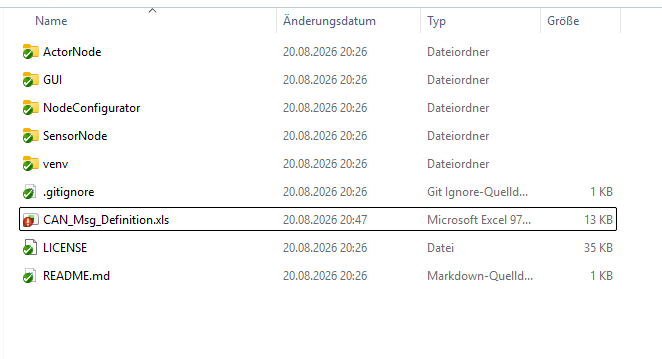 Name Änderungsdatum Typ Größe
ActorNode 20.08.2026 20:26 Dateiordner
GUI 20.08.2026 20:26 Dateiordner
NodeConfigurator 20.08.2026 20:26 Dateiordner
SensorNode 20.08.2026 20:26 Dateiordner
venv 20.08.2026 20:26 Dateiordner
.gitignore 20.08.2026 20:26 Git Ignore-Quelld... 1 KB
CAN_Msg_Definition.xls 20.08.2026 20:47 Microsoft Excel 97... 13 KB
LICENSE 20.08.2026 20:26 Datei 35 KB
README.md 20.08.2026 20:26 Markdown-Quelld... 1 KB